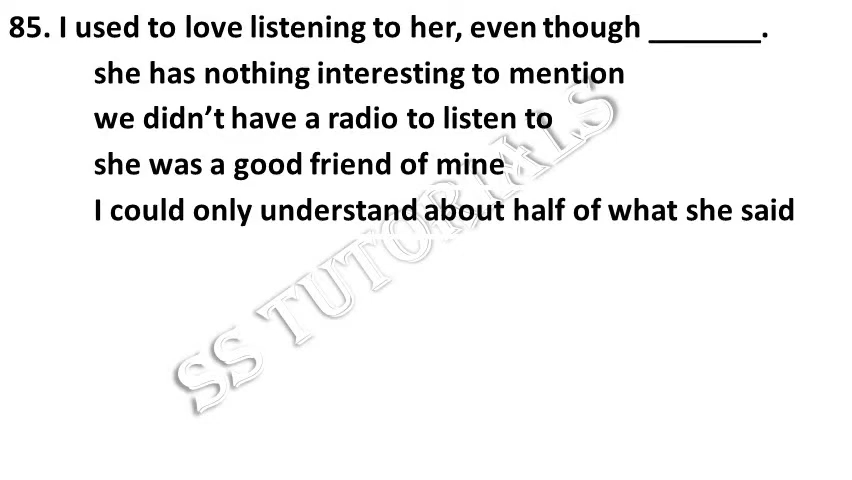 85. I used to love listening to her, even though _______.
she has nothing interesting to mention
we didn’t have a radio to listen to
she was a good friend of mine
I could only understand about half of what she said
SS TUTORIALS